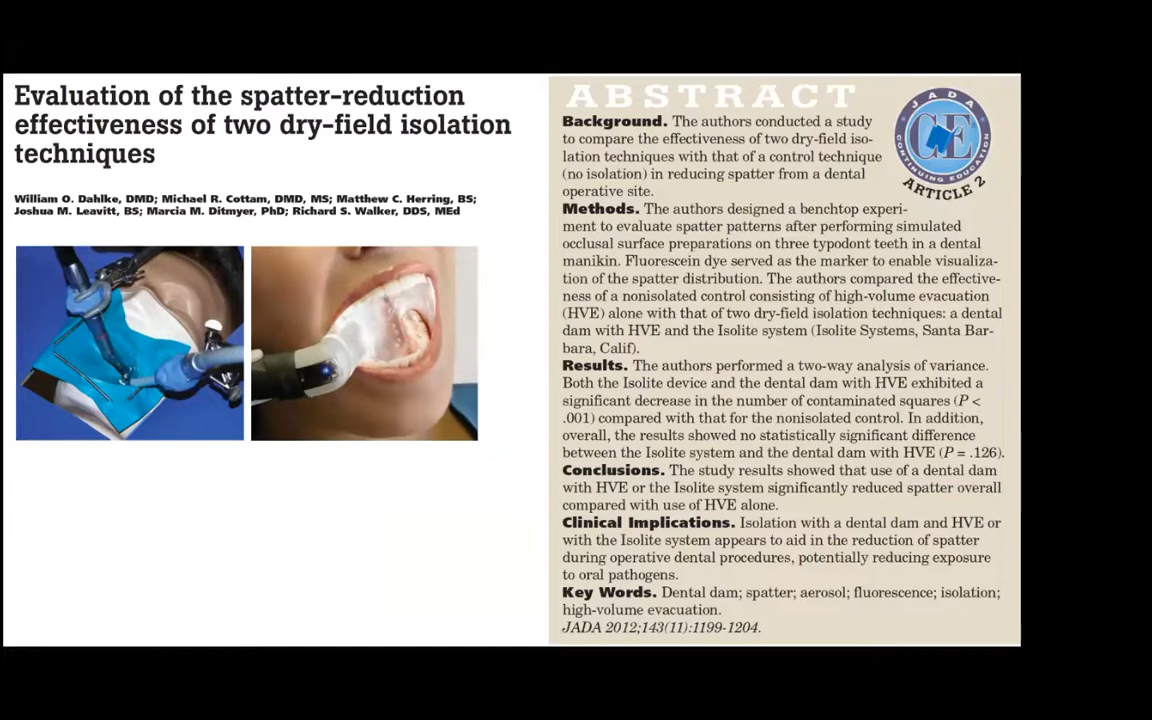 Evaluation of the spatter-reduction
effectiveness of two dry-field isolation
techniques
William O. Dahlke, DMD; Michael R. Cottam, DMD, MS; Matthew C. Herring, BS;
Joshua M. Leavitt, BS; Marcia M. Ditmyer, PhD; Richard S. Walker, DDS, MEd
ABSTRACT
JADA
CE
CONTINUING EDUCATION
ARTICLE 2
Background. The authors conducted a study
to compare the effectiveness of two dry-field iso-
lation techniques with that of a control technique
(no isolation) in reducing spatter from a dental
operative site.
Methods. The authors designed a benchtop experi-
ment to evaluate spatter patterns after performing simulated
occlusal surface preparations on three typodont teeth in a dental
manikin. Fluorescein dye served as the marker to enable visualiza-
tion of the spatter distribution. The authors compared the effective-
ness of a nonisolated control consisting of high-volume evacuation
(HVE) alone with that of two dry-field isolation techniques: a dental
dam with HVE and the Isolite system (Isolite Systems, Santa Bar-
bara, Calif).
Results. The authors performed a two-way analysis of variance.
Both the Isolite device and the dental dam with HVE exhibited a
significant decrease in the number of contaminated squares (P <
.001) compared with that for the nonisolated control. In addition,
overall, the results showed no statistically significant difference
between the Isolite system and the dental dam with HVE (P = .126).
Conclusions. The study results showed that use of a dental dam
with HVE or the Isolite system significantly reduced spatter overall
compared with use of HVE alone.
Clinical Implications. Isolation with a dental dam and HVE or
with the Isolite system appears to aid in the reduction of spatter
during operative dental procedures, potentially reducing exposure
to oral pathogens.
Key Words. Dental dam; spatter; aerosol; fluorescence; isolation;
high-volume evacuation.
JADA 2012;143(11):1199-1204.